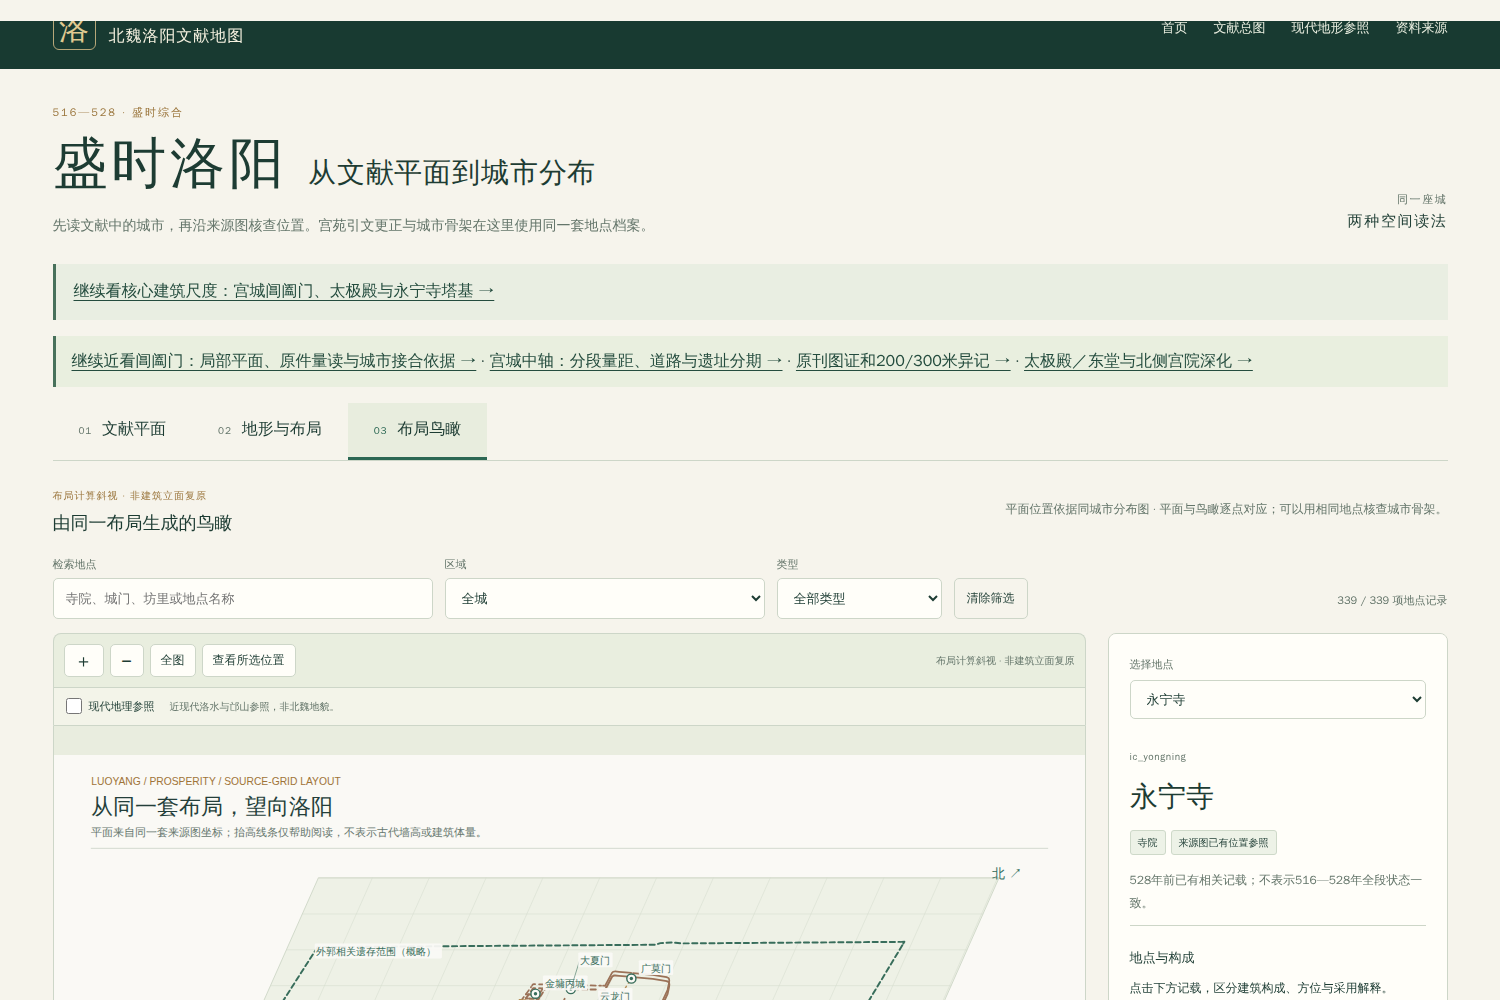 洛
北魏洛阳文献地图
首页 文献总图 现代地形参照 资料来源
516—528 · 盛时综合
盛时洛阳 从文献平面到城市分布
先读文献中的城市，再沿来源图核查位置。宫苑引文更正与城市骨架在这里使用同一套地点档案。
同一座城
两种空间读法
继续看核心建筑尺度：宫城阊阖门、太极殿与永宁寺塔基 →
继续近看阊阖门：局部平面、原件量读与城市接合依据 → · 宫城中轴：分段量距、道路与遗址分期 → · 原刊图证和200/300米异记 → · 太极殿／东堂与北侧宫院深化 →
01 文献平面
02 地形与布局
03 布局鸟瞰
布局计算斜视 · 非建筑立面复原
由同一布局生成的鸟瞰
平面位置依据同城市分布图 · 平面与鸟瞰逐点对应；可以用相同地点核查城市骨架。
检索地点
寺院、城门、坊里或地点名称
区域
全城
类型
全部类型
清除筛选
339 / 339 项地点记录
+ − 全图 查看所选位置
布局计算斜视 · 非建筑立面复原
现代地理参照 近现代洛水与邙山参照，非北魏地貌。
LUOYANG / PROSPERITY / SOURCE-GRID LAYOUT
从同一套布局，望向洛阳
平面来自同一套来源图坐标；抬高线条仅帮助阅读，不表示古代墙高或建筑体量。
北 ↗
外郭相关遗存范围（概略）
大夏门
广莫门
金墉丙城
云龙门
选择地点
永宁寺
ic_yongning
永宁寺
寺院 来源图已有位置参照
528年前已有相关记载；不表示516—528年全段状态一
致。
地点与构成
点击下方记载，区分建筑构成、方位与采用解释。